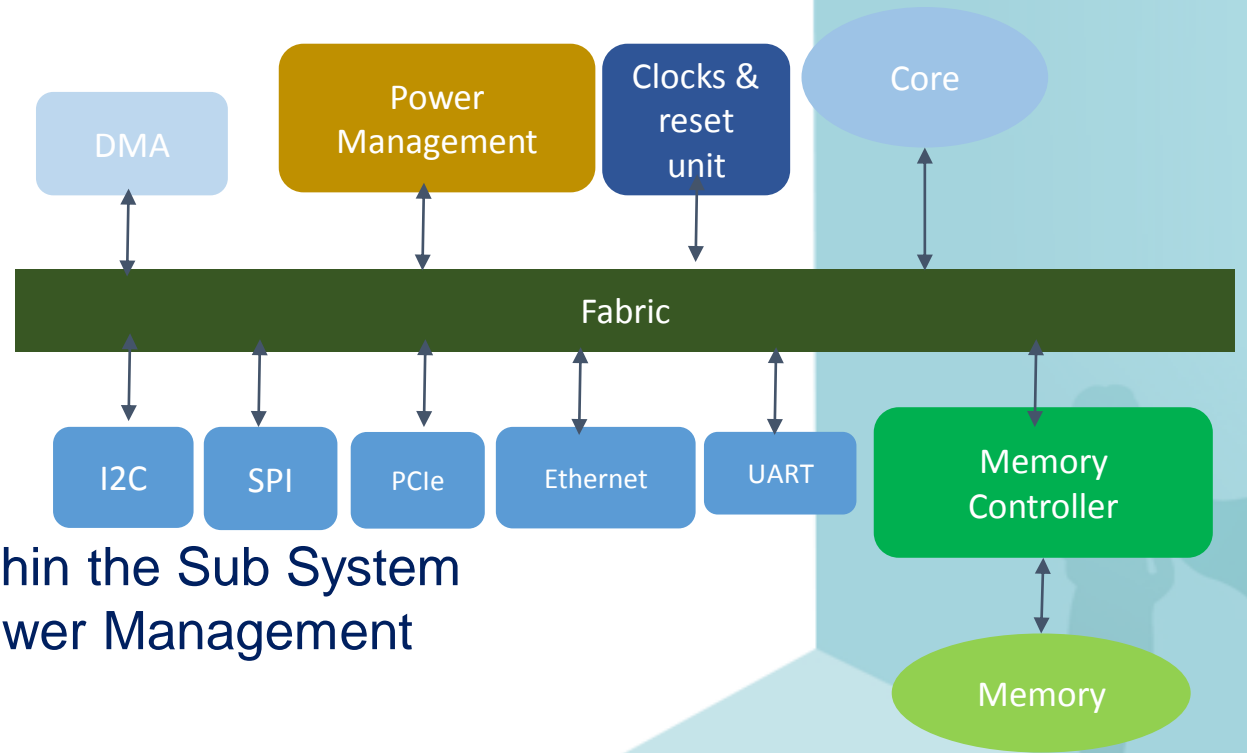 DMA
Power
Management
Clocks &
reset
unit
Core
Fabric
I2C
SPI
PCIe
Ethernet
UART
Memory
Controller
hin the Sub System
wer Management
Memory